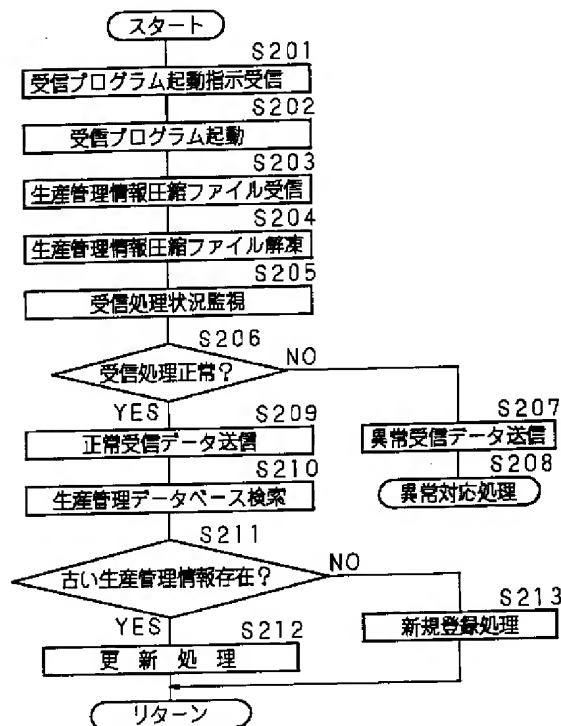 スタート
S201
受信プログラム起動指示受信
S202
受信プログラム起動
S203
生産管理情報圧縮ファイル受信
S204
生産管理情報圧縮ファイル解凍
S205
受信処理状況監視
S206
受信処理正常?
NO
YES
S209
正常受信データ送信
S207
異常受信データ送信
S210
生産管理データベース検索
S208
異常対応処理
S211
古い生産管理情報存在?
NO
YES
S212
更新処理
S213
新規登録処理
リターン